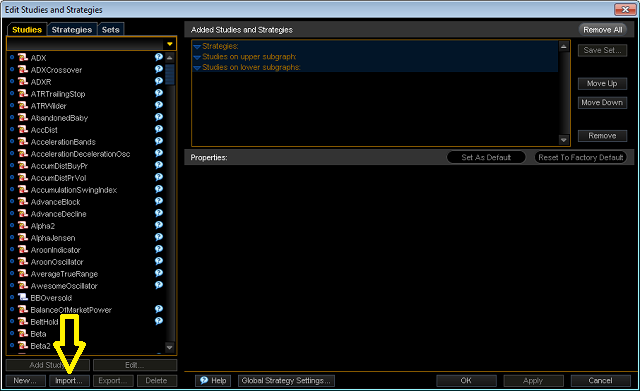 Edit Studies and Strategies
Studies Strategies Sets
ADX
ADXCrossover
ADXR
ATRTrailingStop
ATRWilder
AbandonedBaby
AccDist
AccelerationBands
AccelerationDecelerationOsc
AccumDistBuyPr
AccumDistPrVol
AccumulationSwingIndex
AdvanceBlock
AdvanceDecline
Alpha2
AlphaJensen
AroonIndicator
AroonOscillator
AverageTrueRange
AwesomeOscillator
BBOversold
BalanceOfMarketPower
BeltHold
Beta
Beta2
Add Study
Edit...
New...
Import...
Export...
Delete
Added Studies and Strategies
Remove All
Strategies:
Studies on upper subgraph:
Studies on lower subgraphs:
Save Set...
Move Up
Move Down
Remove
Properties:
Set As Default
Reset To Factory Default
Help
Global Strategy Settings...
OK
Apply
Cancel